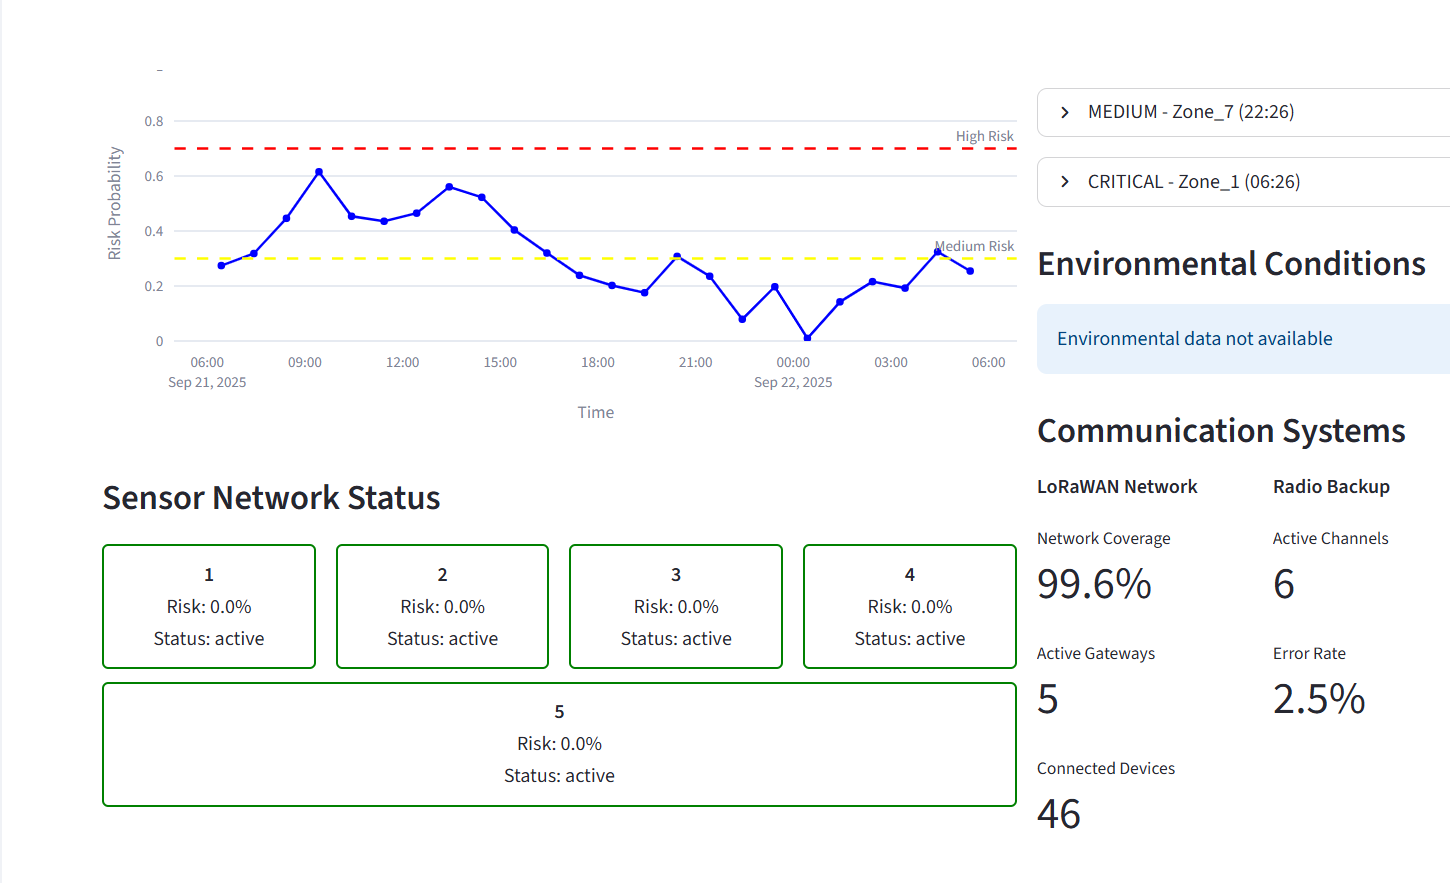 0.8
0.6
0.4
0.2
0
Risk Probability
High Risk
Medium Risk
06:00 09:00 12:00 15:00 18:00 21:00 00:00 03:00 06:00
Sep 21, 2025 Sep 22, 2025
Time
Sensor Network Status
1
Risk: 0.0%
Status: active
2
Risk: 0.0%
Status: active
3
Risk: 0.0%
Status: active
4
Risk: 0.0%
Status: active
5
Risk: 0.0%
Status: active
MEDIUM - Zone_7 (22:26)
CRITICAL - Zone_1 (06:26)
Environmental Conditions
Environmental data not available
Communication Systems
LoRaWAN Network
Network Coverage
99.6%
Active Gateways
5
Connected Devices
46
Radio Backup
Active Channels
6
Error Rate
2.5%